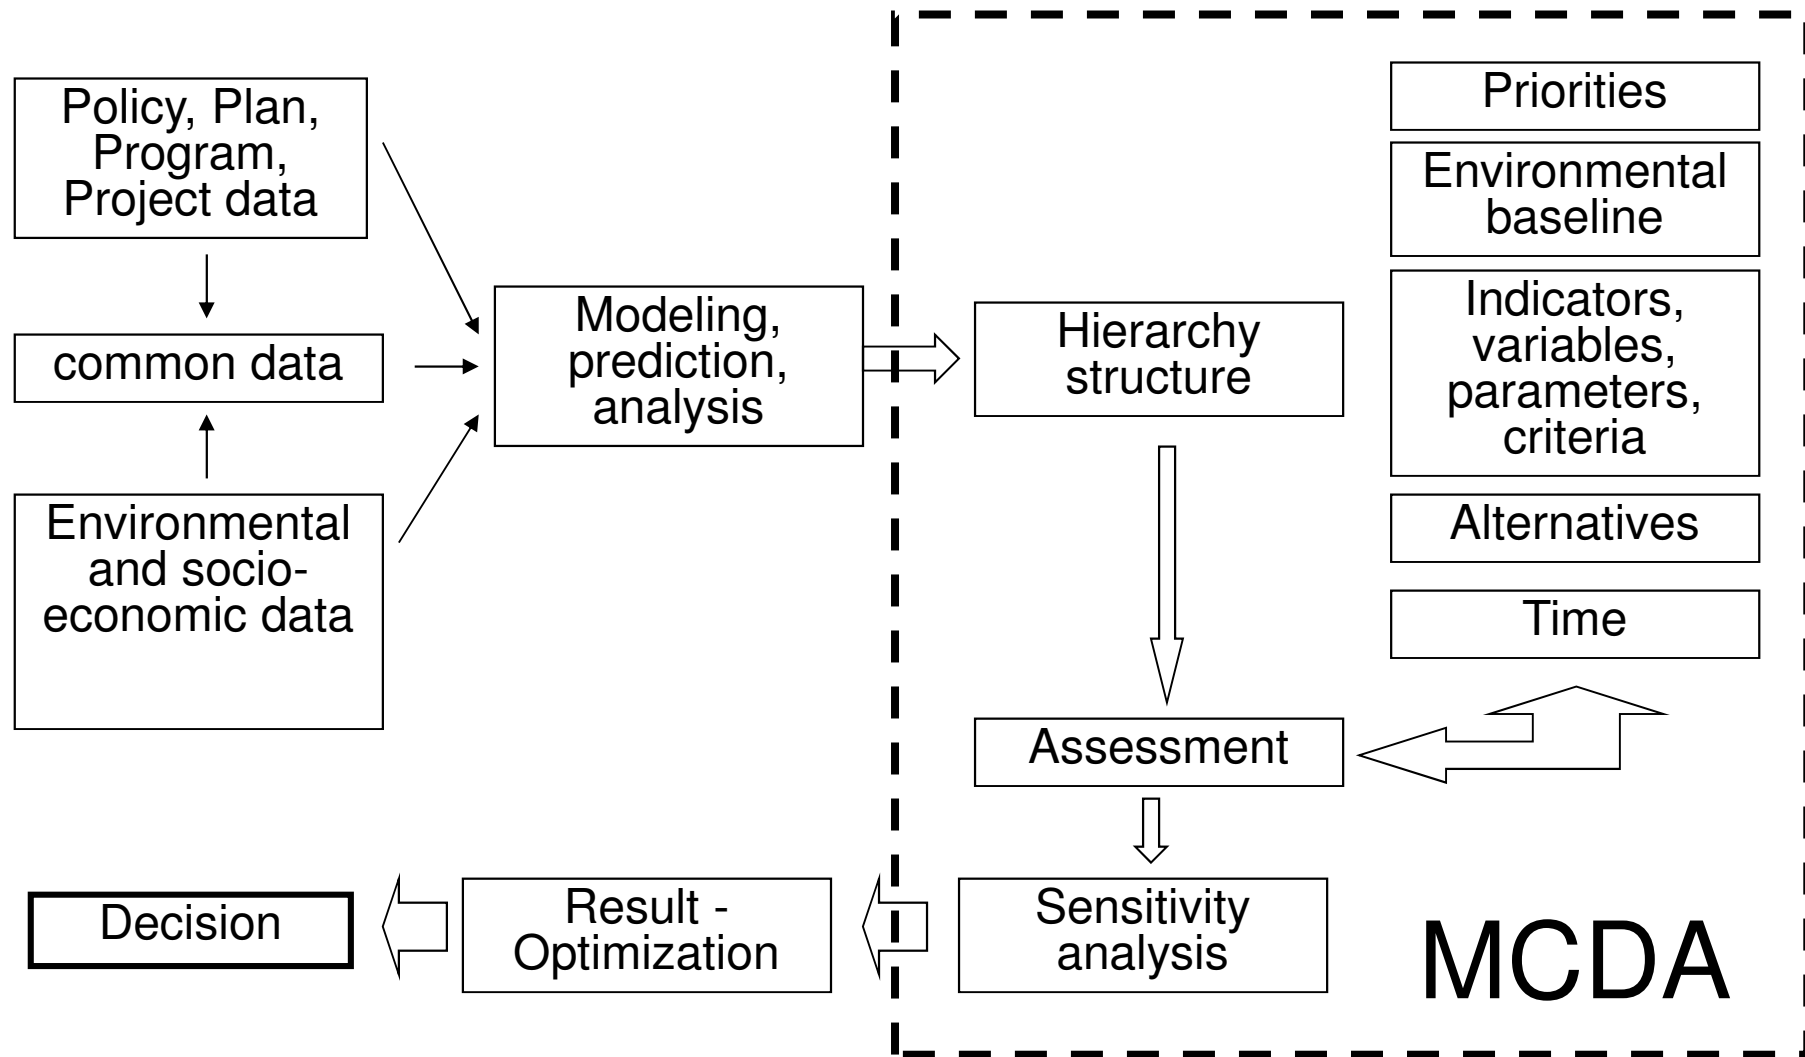 Policy, Plan,
Program,
Project data
common data
Environmental
and socio-
economic data
Modeling,
prediction,
analysis
Hierarchy
structure
Priorities
Environmental
baseline
Indicators,
variables,
parameters,
criteria
Alternatives
Time
Assessment
Sensitivity
analysis
Result -
Optimization
Decision
MCDA